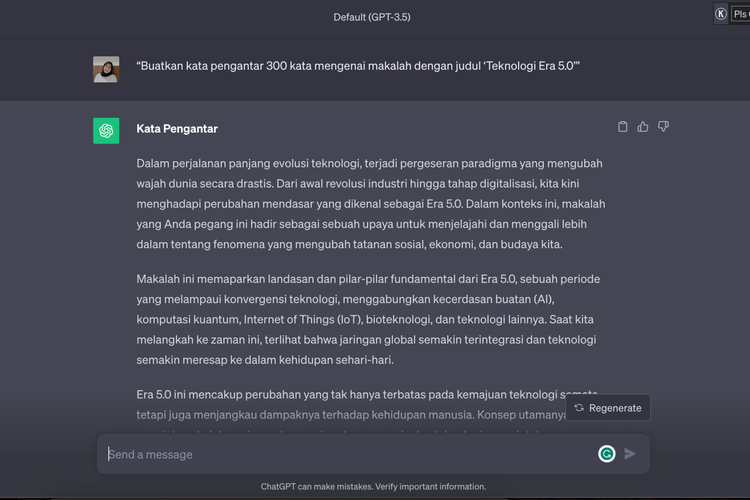 Default (GPT-3.5)
K
Pls
“Buatkan kata pengantar 300 kata mengenai makalah dengan judul ‘Teknologi Era 5.0’”
Kata Pengantar
Dalam perjalanan panjang evolusi teknologi, terjadi pergeseran paradigma yang mengubah
wajah dunia secara drastis. Dari awal revolusi industri hingga tahap digitalisasi, kita kini
menghadapi perubahan mendasar yang dikenal sebagai Era 5.0. Dalam konteks ini, makalah
yang Anda pegang ini hadir sebagai sebuah upaya untuk menjelajahi dan menggali lebih
dalam tentang fenomena yang mengubah tatanan sosial, ekonomi, dan budaya kita.
Makalah ini memaparkan landasan dan pilar-pilar fundamental dari Era 5.0, sebuah periode
yang melampaui konvergensi teknologi, menggabungkan kecerdasan buatan (AI),
komputasi kuantum, Internet of Things (IoT), bioteknologi, dan teknologi lainnya. Saat kita
melangkah ke zaman ini, terlihat bahwa jaringan global semakin terintegrasi dan teknologi
semakin meresap ke dalam kehidupan sehari-hari.
Era 5.0 ini mencakup perubahan yang tak hanya terbatas pada kemajuan teknologi
tetapi juga menjangkau dampaknya terhadap kehidupan manusia. Konsep
Regenerate
Send a message
ChatGPT can make mistakes. Verify important information.